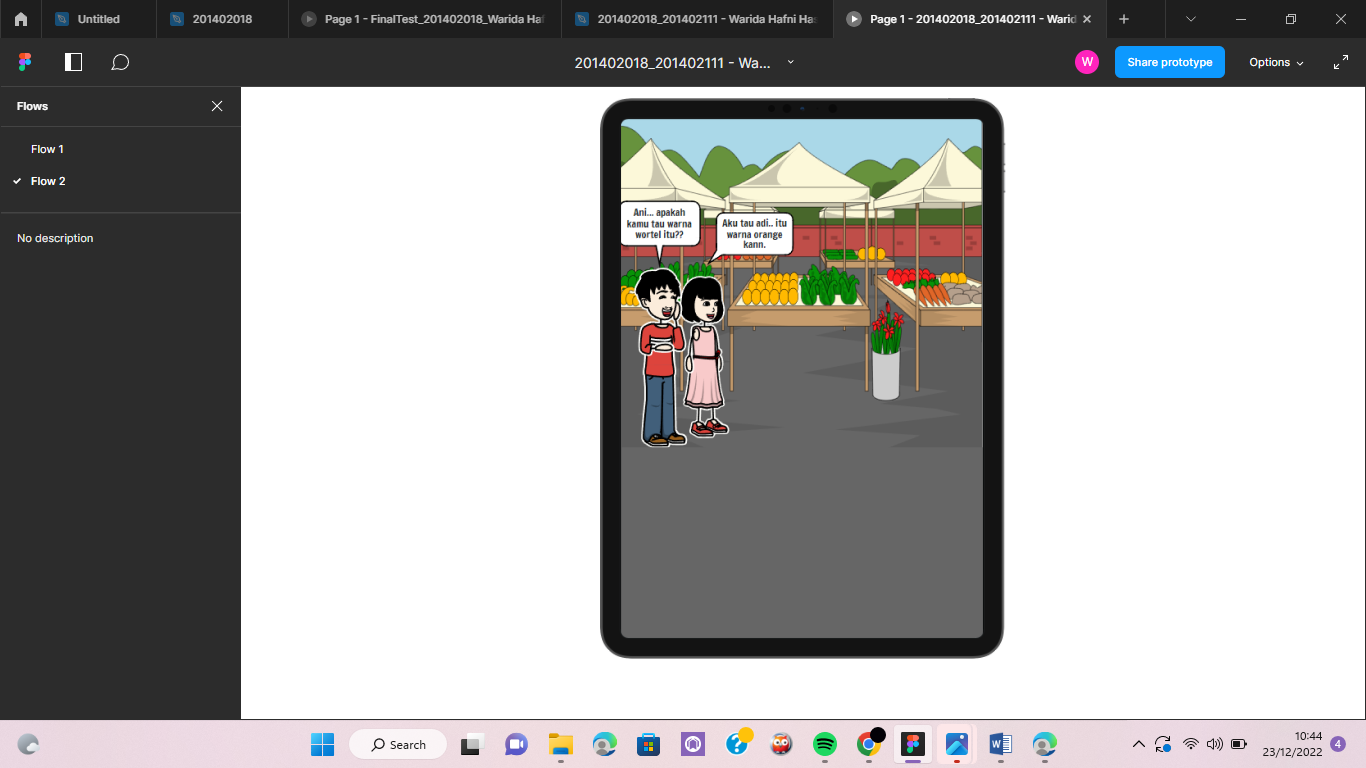 Untitled
201402018
Page 1 - FinalTest_201402018_Warida Haf
201402018_201402111 - Warida Hafni Ha
Page 1 - 201402018_201402111 - Warid
201402018_201402111 - Wa...
W
Share prototype
Options
Flows
Flow 1
Flow 2
No description
Ani... apakah
kamu tau warna
wortel itu??
Aku tau adi.. itu
warna orange
kann.
Search
10:44
23/12/2022
4